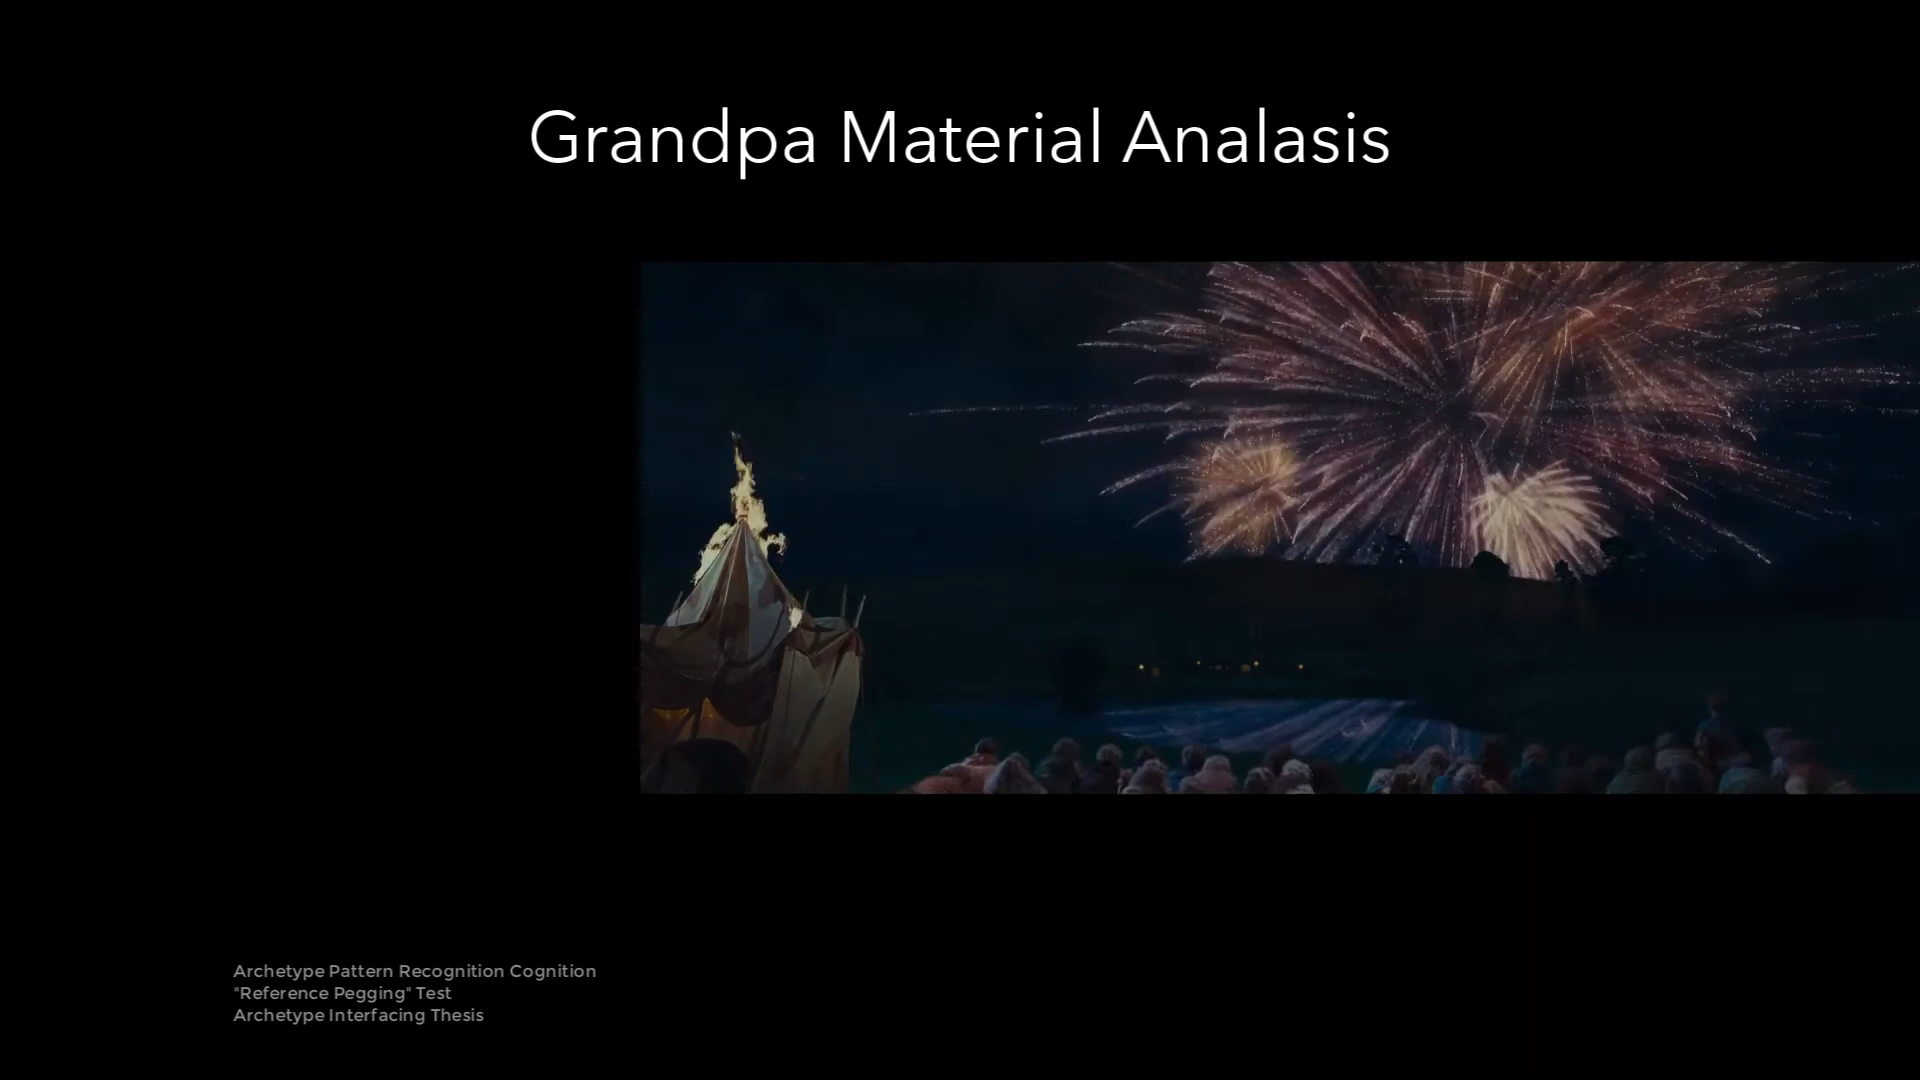 Grandpa Material Analasis
Archetype Pattern Recognition Cognition
"Reference Pegging" Test
Archetype Interfacing Thesis